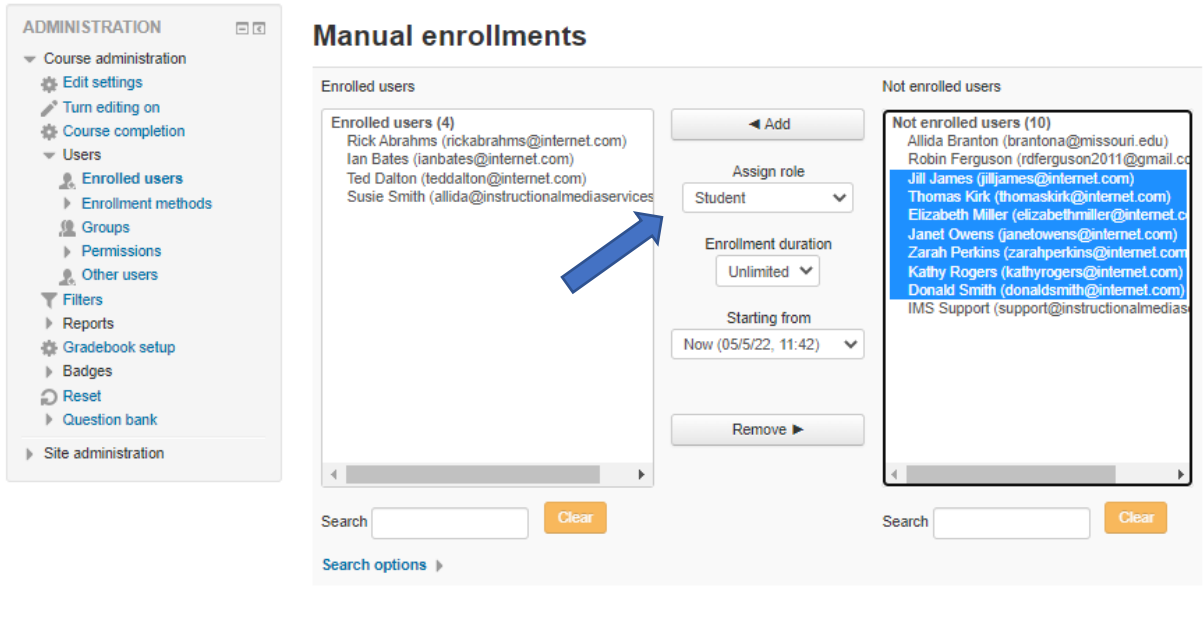 ADMINISTRATION
Course administration
Edit settings
Turn editing on
Course completion
Users
Enrolled users
Enrollment methods
Groups
Permissions
Other users
Filters
Reports
Gradebook setup
Badges
Reset
Question bank
Site administration
Manual enrollments
Enrolled users
Enrolled users (4)
Rick Abrahms (rickabrahms@internet.com)
Ian Bates (ianbates@internet.com)
Ted Dalton (teddalton@internet.com)
Susie Smith (allida@instructionalmediaservices
Search
Clear
Search options
◄ Add
Assign role
Student
Enrollment duration
Unlimited
Starting from
Now (05/5/22, 11:42)
Remove ►
Not enrolled users
Not enrolled users (10)
Allida Branton (brantona@missouri.edu)
Robin Ferguson (rdferguson2011@gmail.co
Jill James (jilljames@internet.com)
Thomas Kirk (thomaskirk@internet.com)
Elizabeth Miller (elizabethmiller@internet.c
Janet Owens (janetowens@internet.com)
Zarah Perkins (zarahperkins@internet.com
Kathy Rogers (kathyrogers@internet.com)
Donald Smith (donaldsmith@internet.com)
IMS Support (support@instructionalmedias
Search
Clear